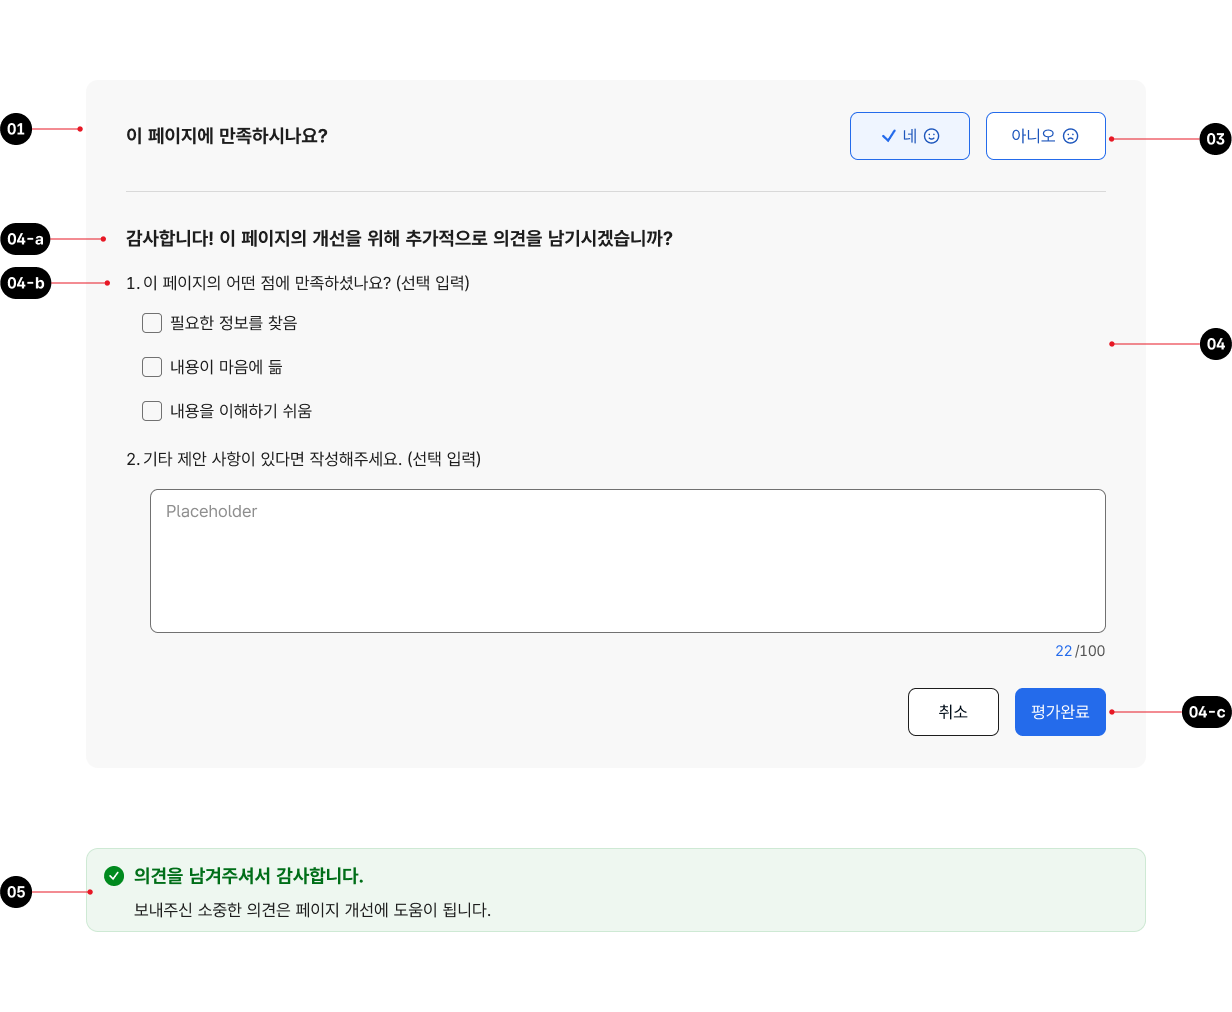 01
이 페이지에 만족하시나요?
네
아니오
03
04-a
감사합니다! 이 페이지의 개선을 위해 추가적으로 의견을 남기시겠습니까?
04-b
1. 이 페이지의 어떤 점에 만족하셨나요? (선택 입력)
필요한 정보를 찾음
04
내용이 마음에 듦
내용을 이해하기 쉬움
2. 기타 제안 사항이 있다면 작성해주세요. (선택 입력)
Placeholder
22/100
취소
평가완료
04-c
의견을 남겨주셔서 감사합니다.
05
보내주신 소중한 의견은 페이지 개선에 도움이 됩니다.